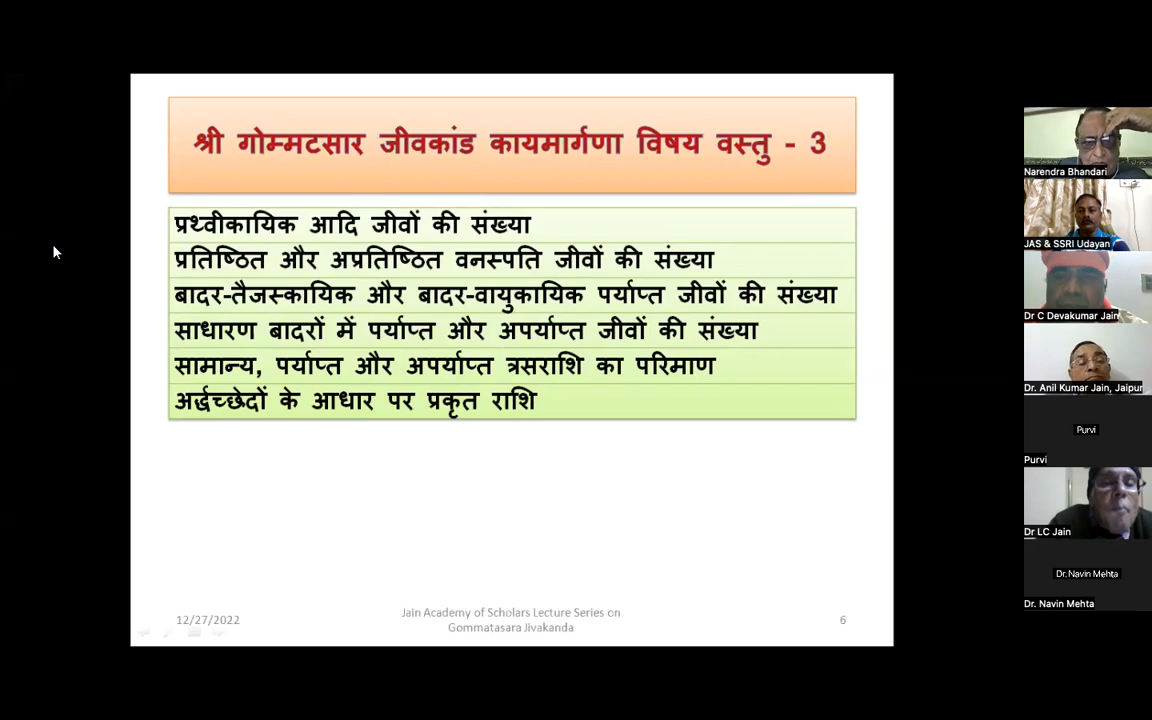 श्री गोम्मटसार जीवकांड कायमार्गणा विषय वस्तु - 3
प्रथ्वीकायिक आदि जीवों की संख्या
प्रतिष्ठित और अप्रतिष्ठित वनस्पति जीवों की संख्या
बादर-तैजस्कायिक और बादर-वायुकायिक पर्याप्त जीवों की संख्या
साधारण बादरों में पर्याप्त और अपर्याप्त जीवों की संख्या
सामान्य, पर्याप्त और अपर्याप्त त्रसराशि का परिमाण
अर्द्धच्छेदों के आधार पर प्रकृत राशि
12/27/2022
Jain Academy of Scholars Lecture Series on
Gommatasara Jivakanda
6
Narendra Bhandari
JAS & SSRI Udayan
Dr C Devakumar Jain
Dr. Anil Kumar Jain, Jaipur
Purvi
Purvi
Dr LC Jain
Dr. Navin Mehta
Dr. Navin Mehta